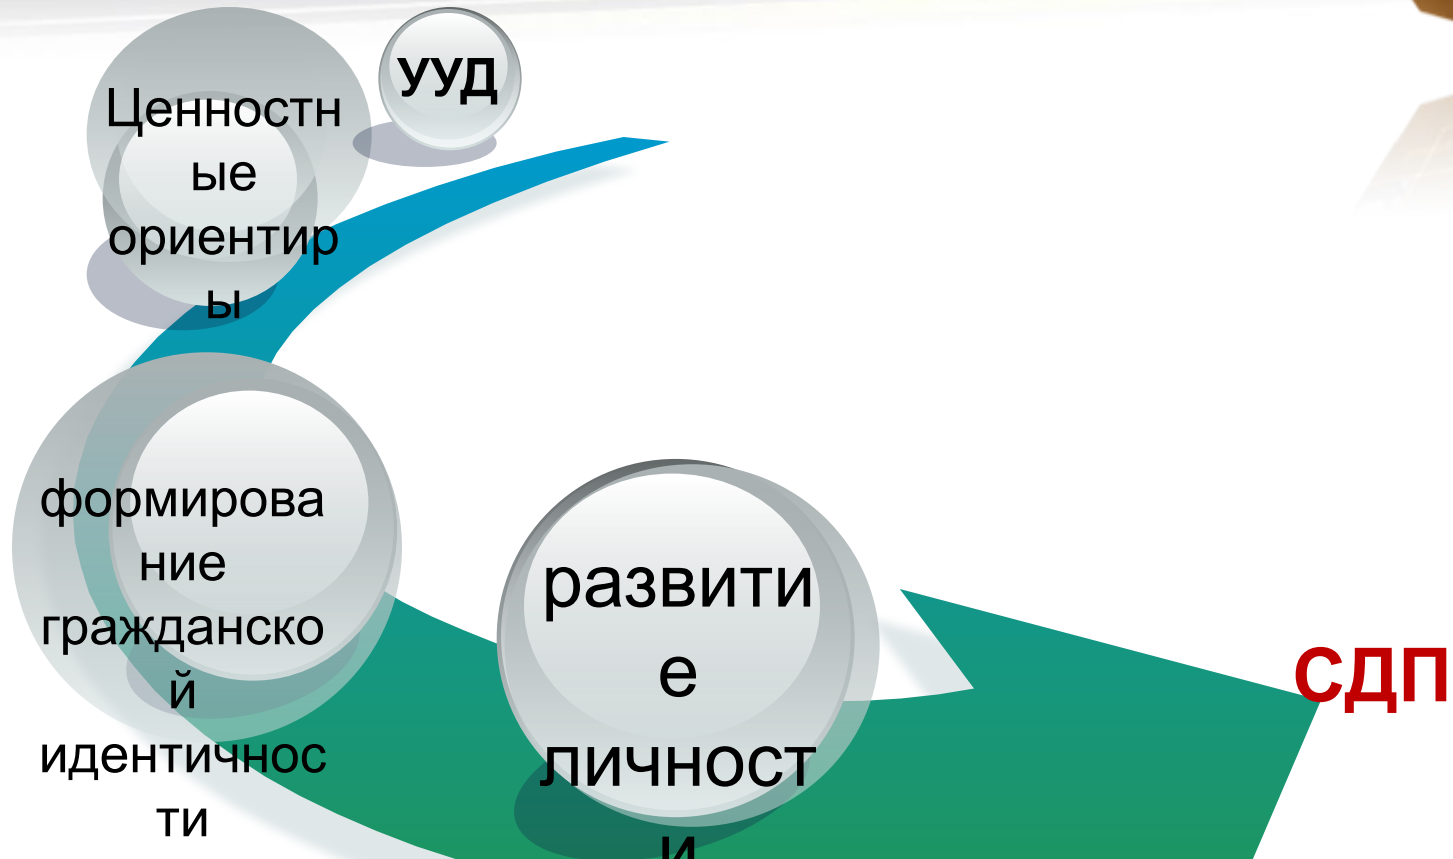 УУД
Ценностн
ые
ориентир
ы
формирова
ние
гражданско
й
идентичнос
ти
развити
е
личност
и
СДП